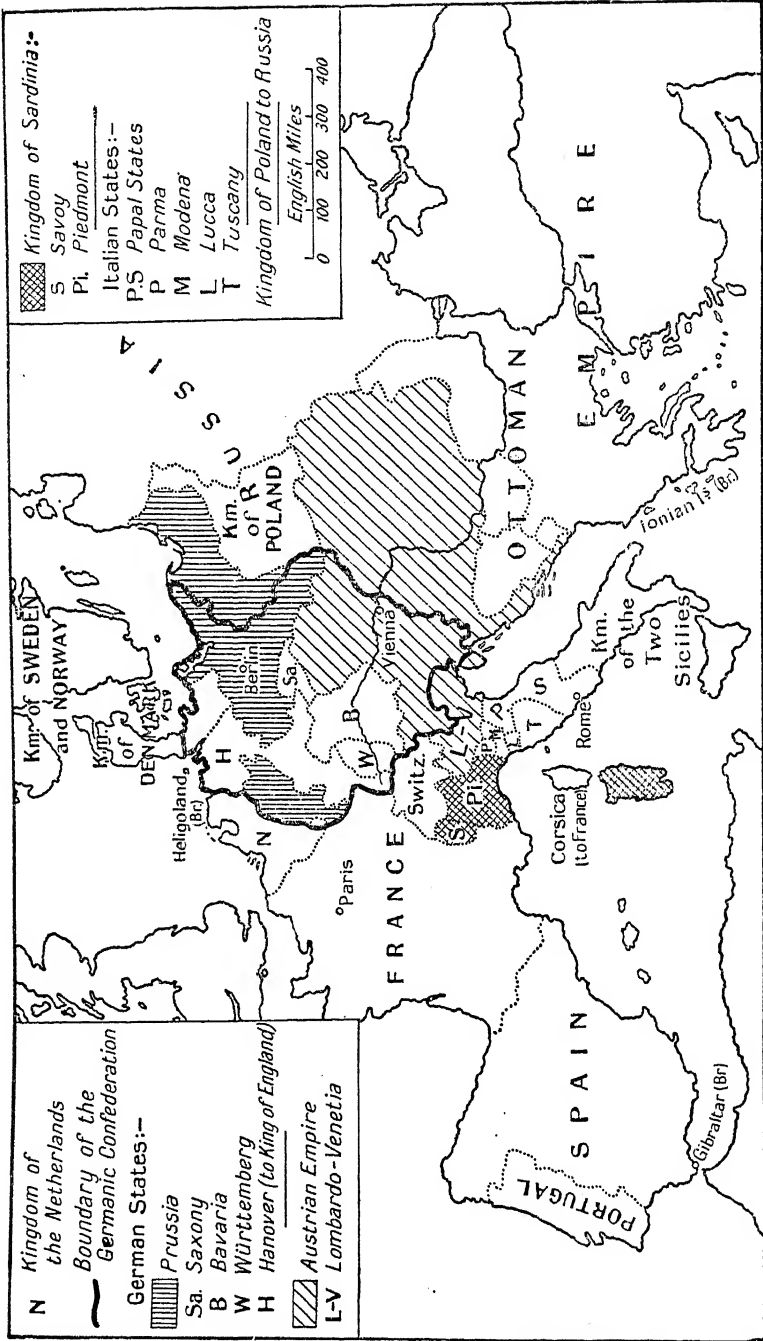 N Kingdom of
the Netherlands
Boundary of the
Germanic Confederation
German States:-
Prussia
Sa. Saxony
B Bavaria
W Württemberg
H Hanover (to King of England)
Austrian Empire
L-V Lombardo-Venetia
Kingdom of Sardinia:-
S Savoy
Pi. Piedmont
Italian States:-
P.S Papal States
P Parma
M Modena
L Lucca
T Tuscany
Kingdom of Poland to Russia
English Miles
0 100 200 300 400
Km. of SWEDEN
and NORWAY
Km.
of
DENMARK
Heligoland
(Br)
RUSSIA
Km.
of
POLAND
H
N
Berlin
Sa.
Paris
FRANCE
W
B
Vienna
Switz.
S
Pi.
L-
P
M
L
T
P
S
Rome
Corsica
(to France)
Km.
of the
Two
Sicilies
OTTOMAN
EMPIRE
Ionian Is (Br)
SPAIN
PORTUGAL
Gibraltar (Br)